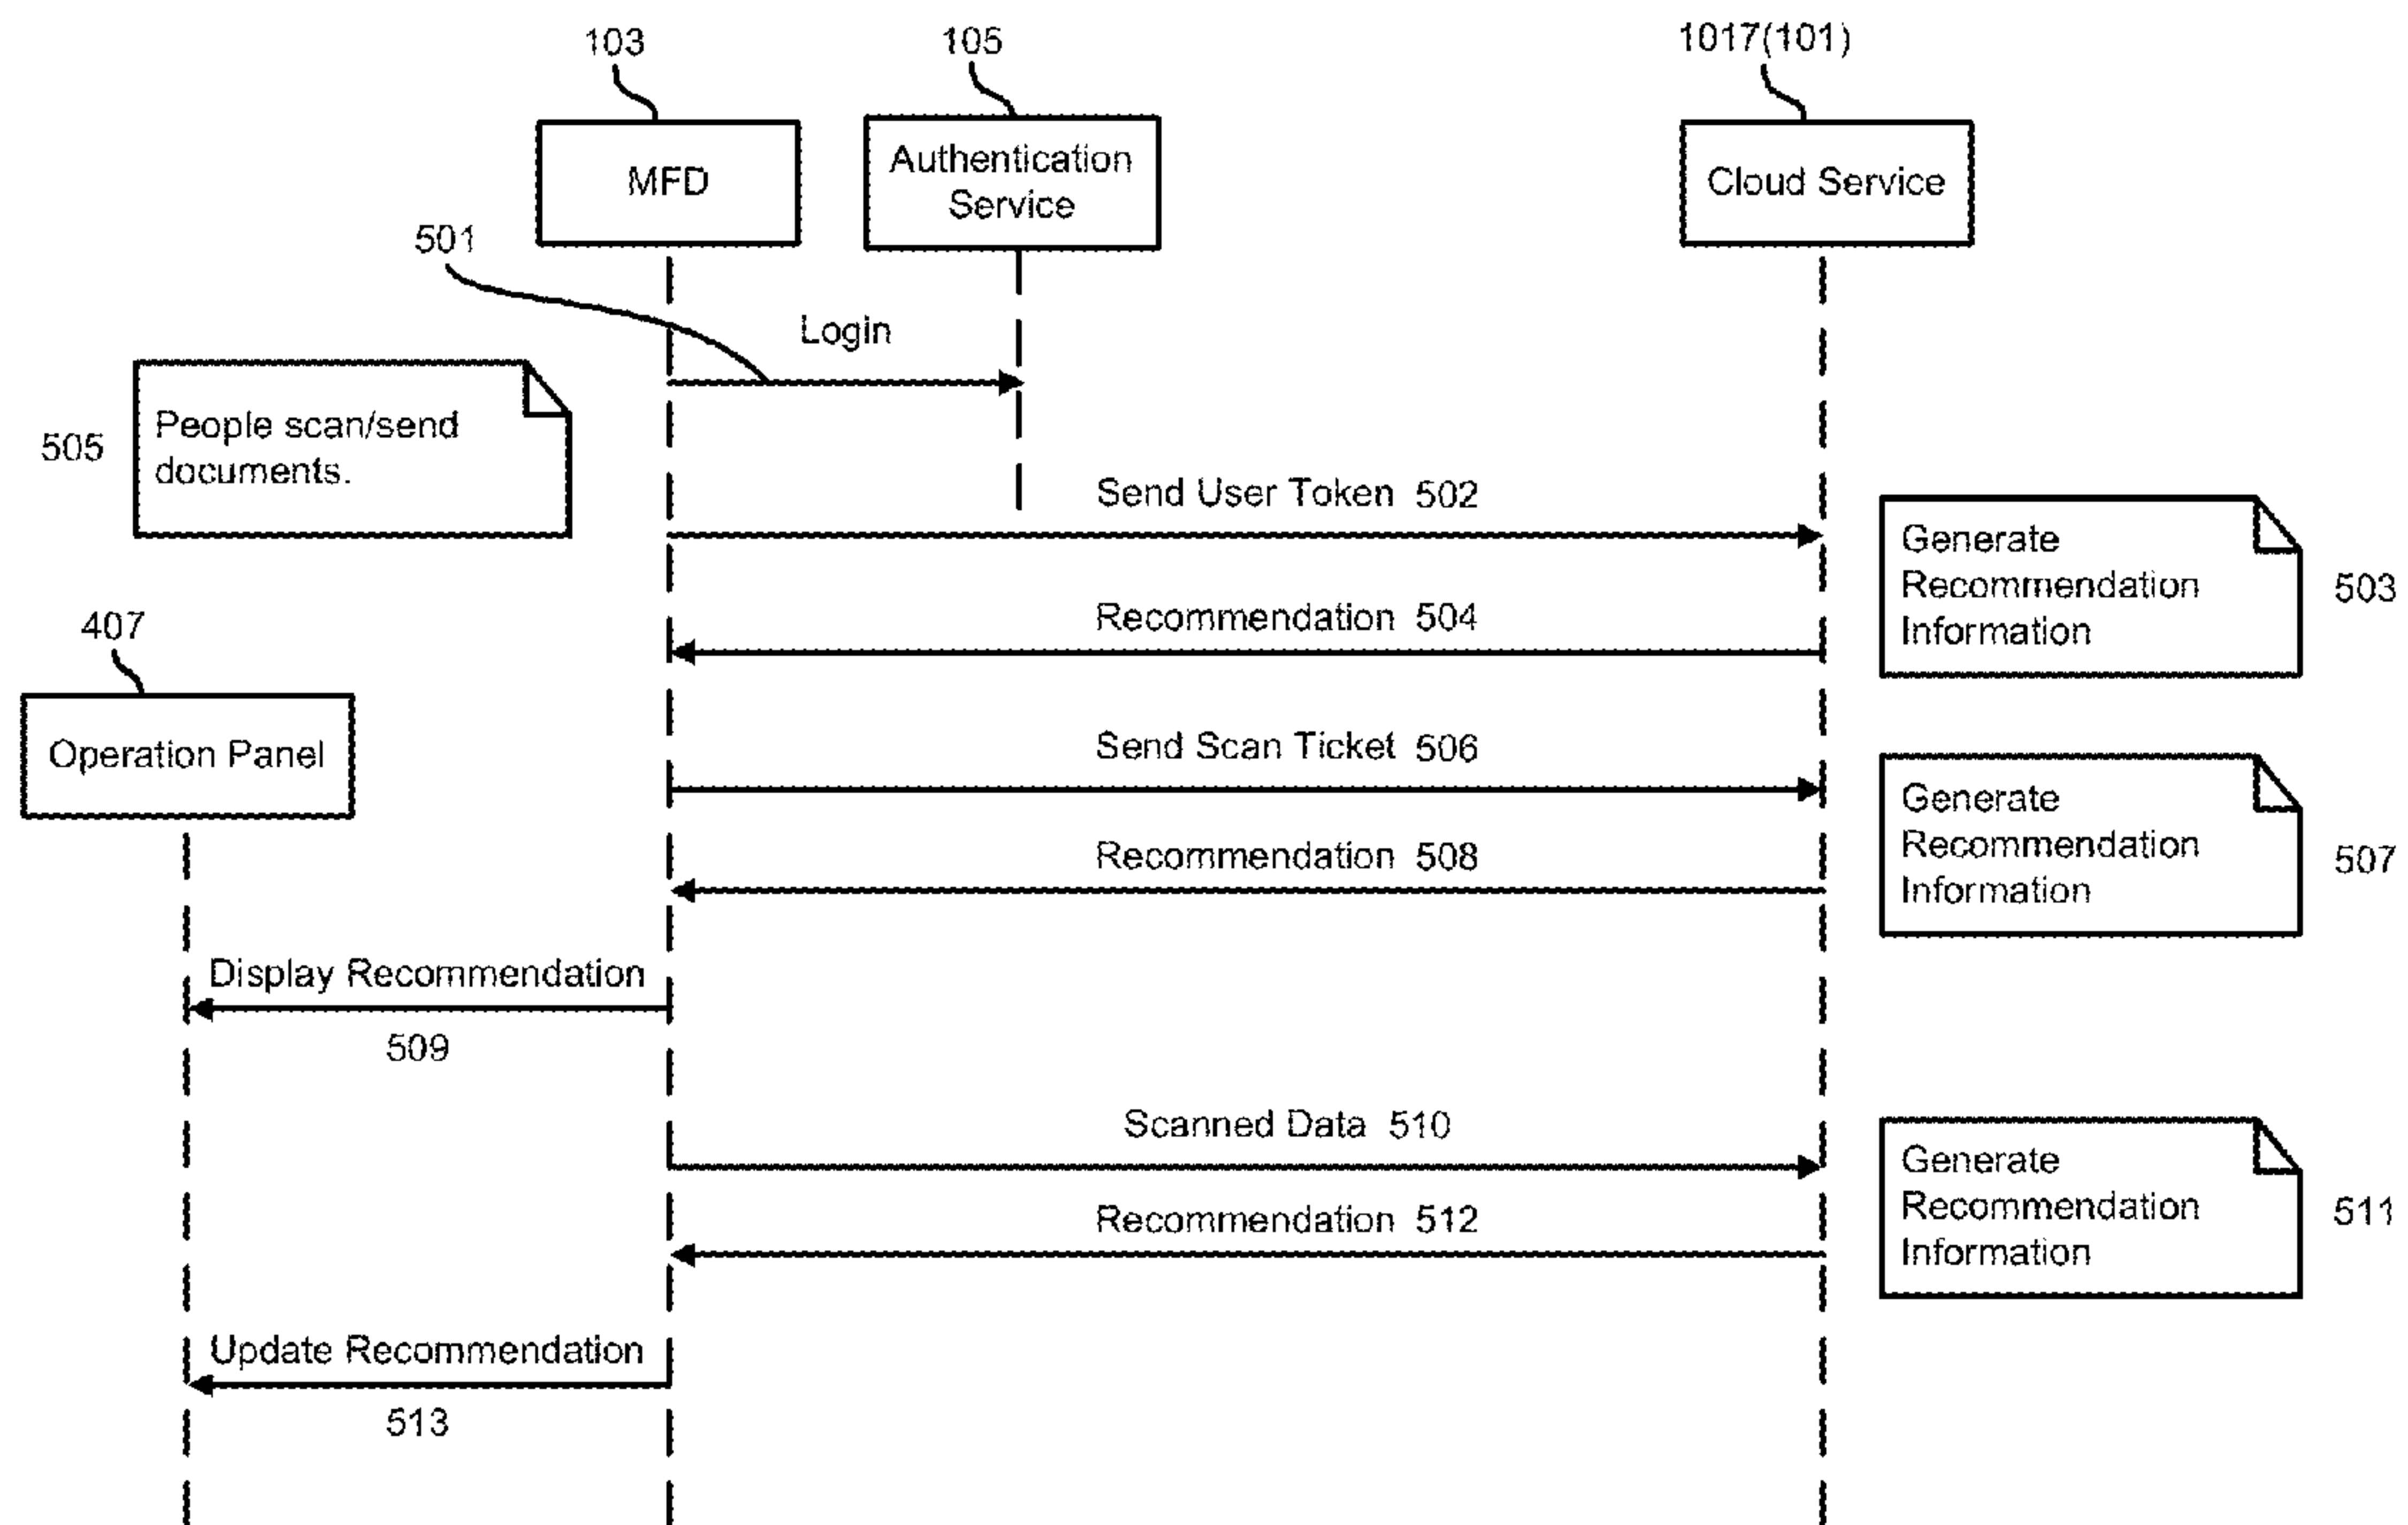 103
105
1017(101)
MFD
Authentication
Service
Cloud Service
501
Login
505
People scan/send
documents.
Send User Token 502
Generate
Recommendation
Information
503
Recommendation 504
407
Operation Panel
Send Scan Ticket 506
Generate
Recommendation
Information
507
Recommendation 508
Display Recommendation
509
Scanned Data 510
Generate
Recommendation
Information
511
Recommendation 512
Update Recommendation
513